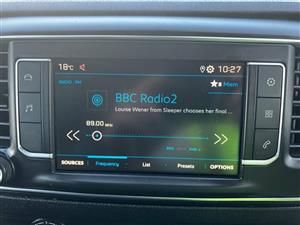 18°C 10:27
RADIO · FM Mem
BBC Radio2
Louise Wener from Sleeper chooses her final ...
89.00 MHz
SOURCES Frequency List Presets OPTIONS